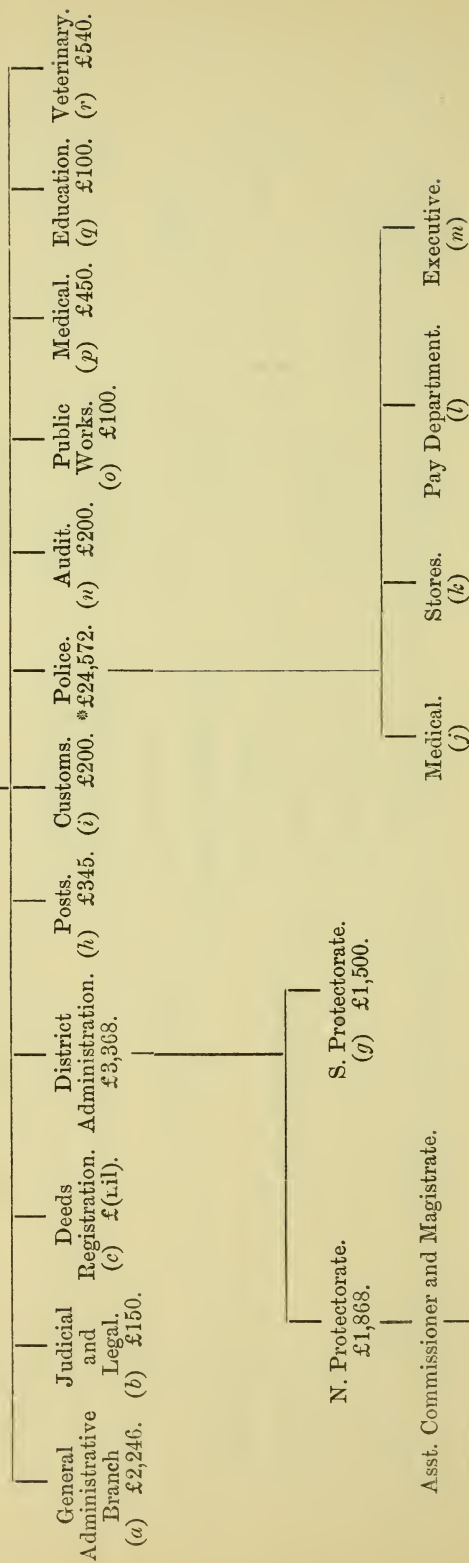 General
Administrative
Branch
(a) £2,246.
Judicial
and
Legal.
(b) £150.
Deeds
Registration.
(c) £(nil).
District
Administration.
£3,368.
Posts.
(h) £345.
Customs.
(i) £200.
Police.
*£24,572.
Audit.
(n) £200.
Public
Works.
(o) £100.
Medical.
(p) £450.
Education.
(q) £100.
Veterinary.
(r) £540.
N. Protectorate.
£1,868.
S. Protectorate.
(g) £1,500.
Medical.
(j)
Stores.
(k)
Pay Department.
(l)
Executive.
(m)
Asst. Commissioner and Magistrate.